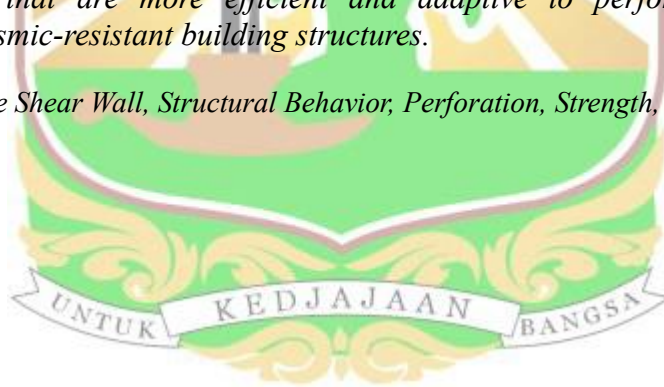 that are more efficient and adaptive to
smic-resistant building structures.
e Shear Wall, Structural Behavior, Perforation, Strength,
UNTUK KEDJAJAAN BANGSA